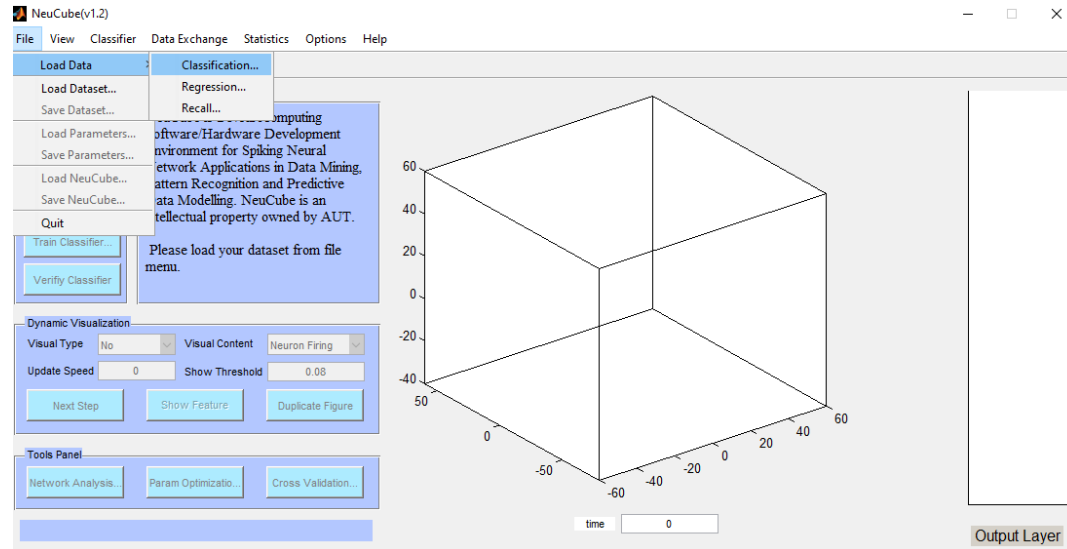 NeuCube(v1.2)
File View Classifier Data Exchange Statistics Options Help
Load Data
Load Dataset...
Save Dataset...
Load Parameters...
Save Parameters...
Load NeuCube...
Save NeuCube...
Quit
Classification...
Regression...
Recall...
omputing
oftware/Hardware Development
nvironment for Spiking Neural
etwork Applications in Data Mining,
attern Recognition and Predictive
ata Modelling. NeuCube is an
ntellectual property owned by AUT.
Please load your dataset from file
menu.
Train Classifier...
Verifiy Classifier
Dynamic Visualization
Visual Type No Visual Content Neuron Firing
Update Speed 0 Show Threshold 0.08
Next Step Show Feature Duplicate Figure
Tools Panel
Network Analysis... Param Optimizatio... Cross Validation...
60
40
20
0
-20
-40
50
0
-50
-60
-40
-20
0
20
40
60
time 0
Output Layer